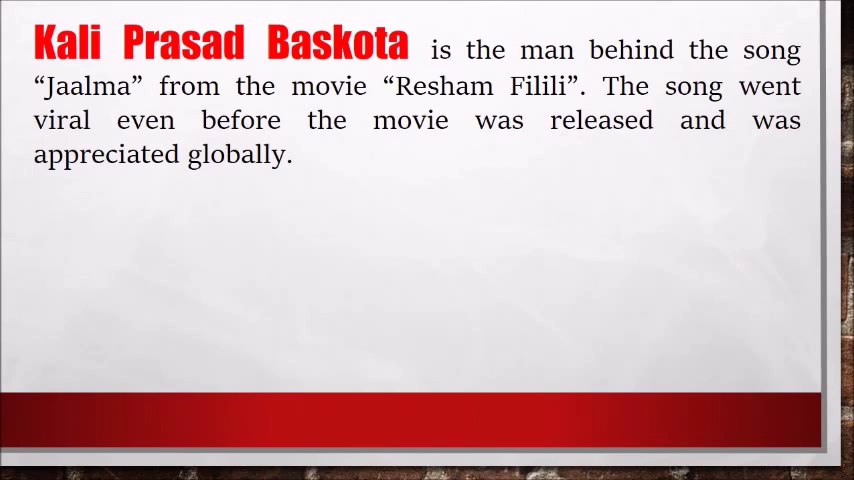 Kali Prasad Baskota is the man behind the song
“Jaalma” from the movie “Resham Filili”. The song went
viral even before the movie was released and was
appreciated globally.